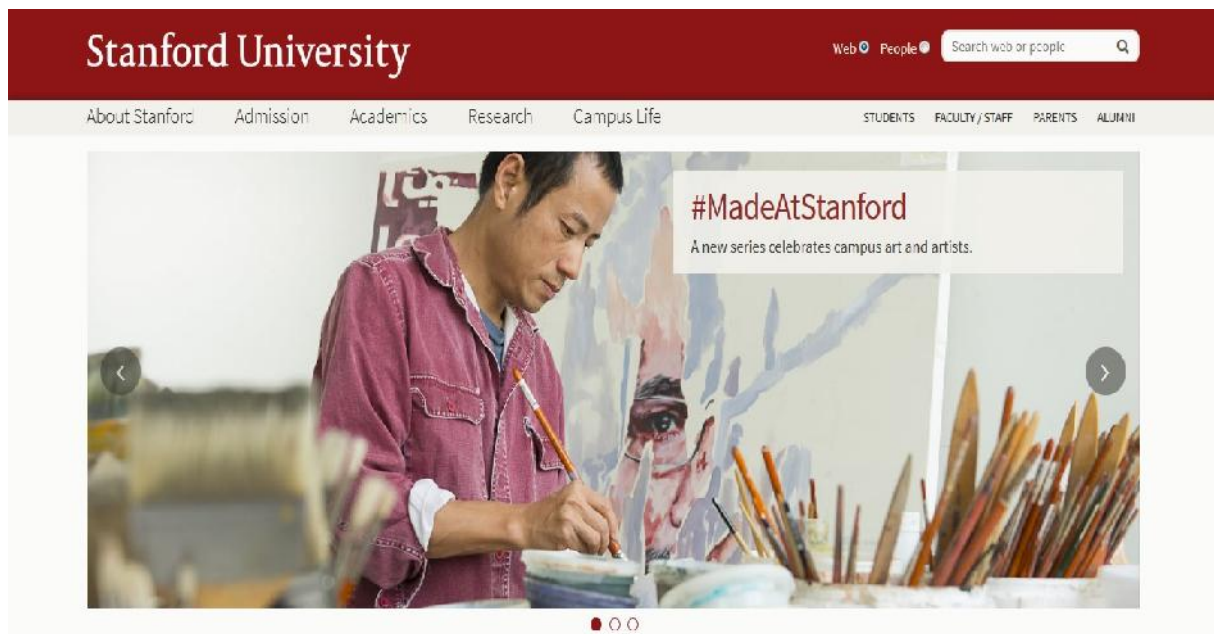 Stanford University
Web People Search web or people
About Stanford Admission Academics Research Campus Life STUDENTS FACULTY / STAFF PARENTS ALUMNI
#MadeAtStanford
A new series celebrates campus art and artists.